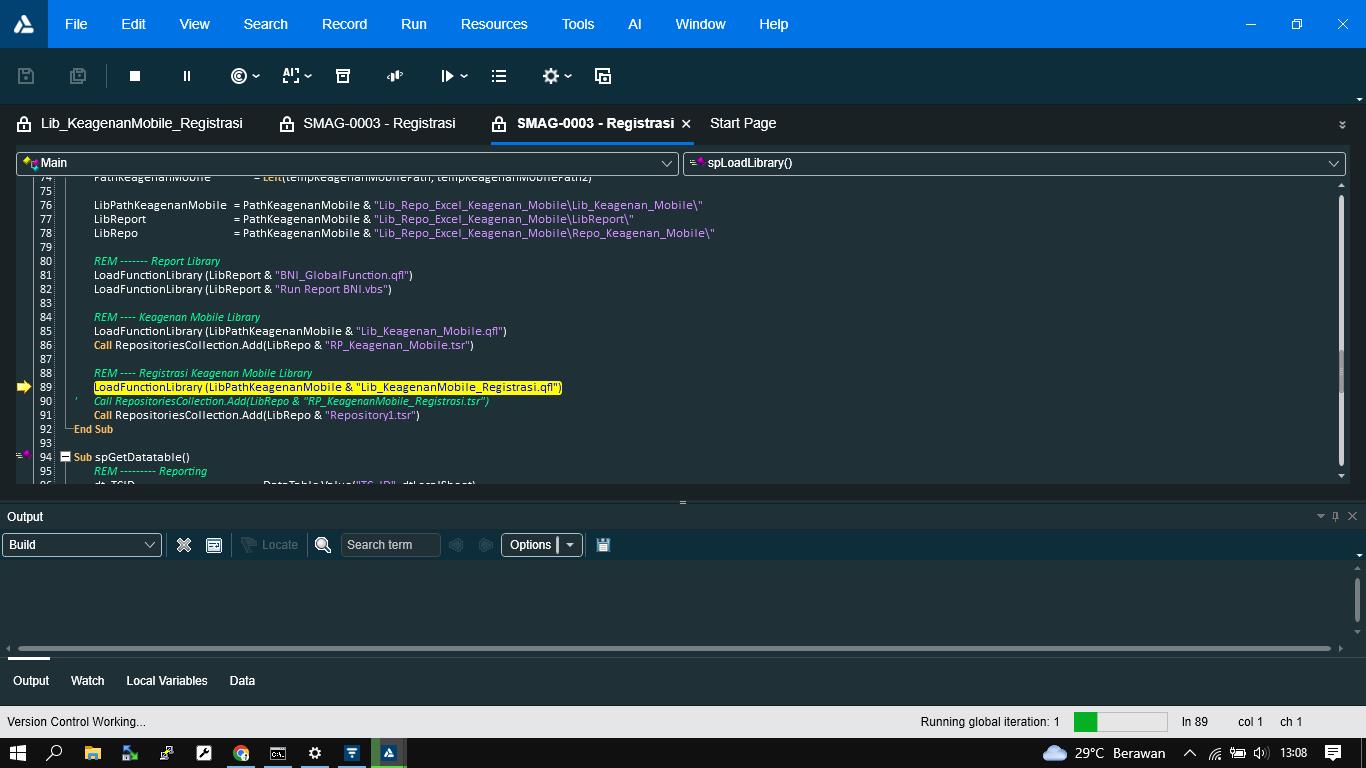 File Edit View Search Record Run Resources Tools AI Window Help
Lib_KeagenanMobile_Registrasi SMAG-0003 - Registrasi SMAG-0003 - Registrasi Start Page
Main spLoadLibrary()
74 PathKeagenanMobile = Left(tempKeagenanMobilePath, tempKeagenanMobilePath2)
75
76 LibPathKeagenanMobile = PathKeagenanMobile & "Lib_Repo_Excel_Keagenan_Mobile\Lib_Keagenan_Mobile\"
77 LibReport = PathKeagenanMobile & "Lib_Repo_Excel_Keagenan_Mobile\LibReport\"
78 LibRepo = PathKeagenanMobile & "Lib_Repo_Excel_Keagenan_Mobile\Repo_Keagenan_Mobile\"
79
80 REM ------- Report Library
81 LoadFunctionLibrary (LibReport & "BNI_GlobalFunction.qfl")
82 LoadFunctionLibrary (LibReport & "Run Report BNI.vbs")
83
84 REM ---- Keagenan Mobile Library
85 LoadFunctionLibrary (LibPathKeagenanMobile & "Lib_Keagenan_Mobile.qfl")
86 Call RepositoriesCollection.Add(LibRepo & "RP_Keagenan_Mobile.tsr")
87
88 REM ---- Registrasi Keagenan Mobile Library
89 LoadFunctionLibrary (LibPathKeagenanMobile & "Lib_KeagenanMobile_Registrasi.qfl")
90 ' Call RepositoriesCollection.Add(LibRepo & "RP_KeagenanMobile_Registrasi.tsr")
91 Call RepositoriesCollection.Add(LibRepo & "Repository1.tsr")
92 End Sub
93
94 Sub spGetDatatable()
95 REM --------- Reporting
Output
Build Locate Search term Options
Output Watch Local Variables Data
Version Control Working... Running global iteration: 1 ln 89 col 1 ch 1
29°C Berawan 13:08